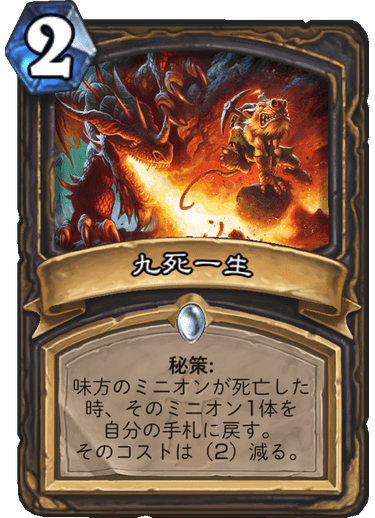 2
九死一生
秘策:
味方のミニオンが死亡した
時、そのミニオン1体を
自分の手札に戻す。
そのコストは（2）減る。